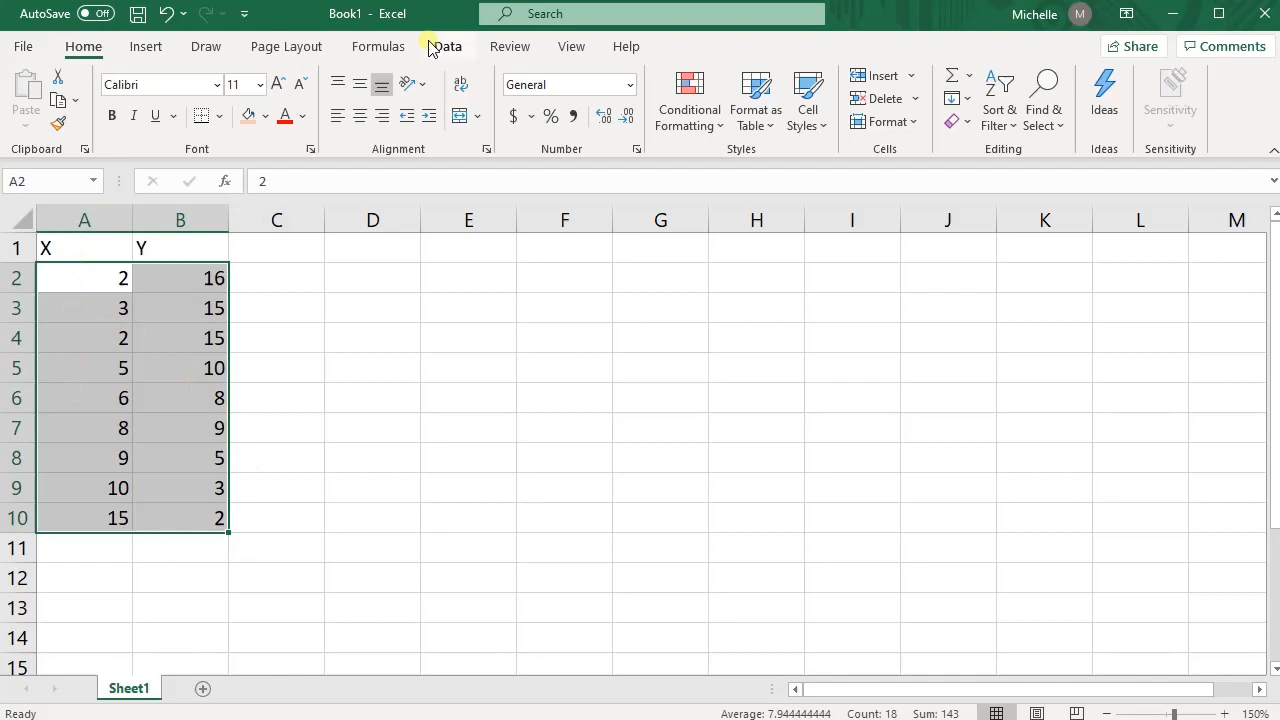 AutoSave Off Book1 - Excel Search Michelle M
File Home Insert Draw Page Layout Formulas Data Review View Help Share Comments
Paste Calibri 11 General Conditional Formatting Format as Table Cell Styles Insert Delete Format Sort & Filter Find & Select Ideas Sensitivity
Clipboard Font Alignment Number Styles Cells Editing Ideas Sensitivity
A2 fx 2
A B C D E F G H I J K L M
1 X Y
2 2 16
3 3 15
4 2 15
5 5 10
6 6 8
7 8 9
8 9 5
9 10 3
10 15 2
11
12
13
14
15
Sheet1
Ready Average: 7.944444444 Count: 18 Sum: 143 150%